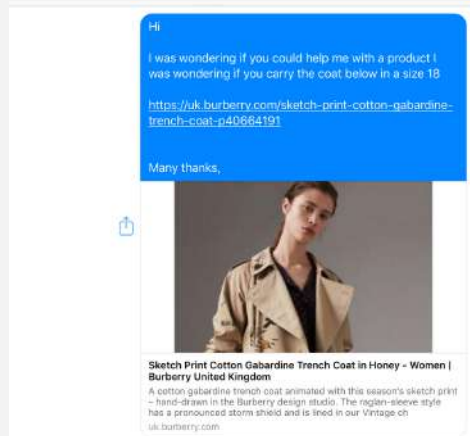 Hi
I was wondering if you could help me with a product I
was wondering if you carry the coat below in a size 18
https://uk.burberry.com/sketch-print-cotton-gabardine-
trench-coat-p40664191
Many thanks,
Sketch Print Cotton Gabardine Trench Coat in Honey - Women |
Burberry United Kingdom
A cotton gabardine trench coat animated with this season's sketch print
- hand-drawn in the Burberry design studio. The raglan-sleeve style
has a pronounced storm shield and is lined in our Vintage ch
uk.burberry.com